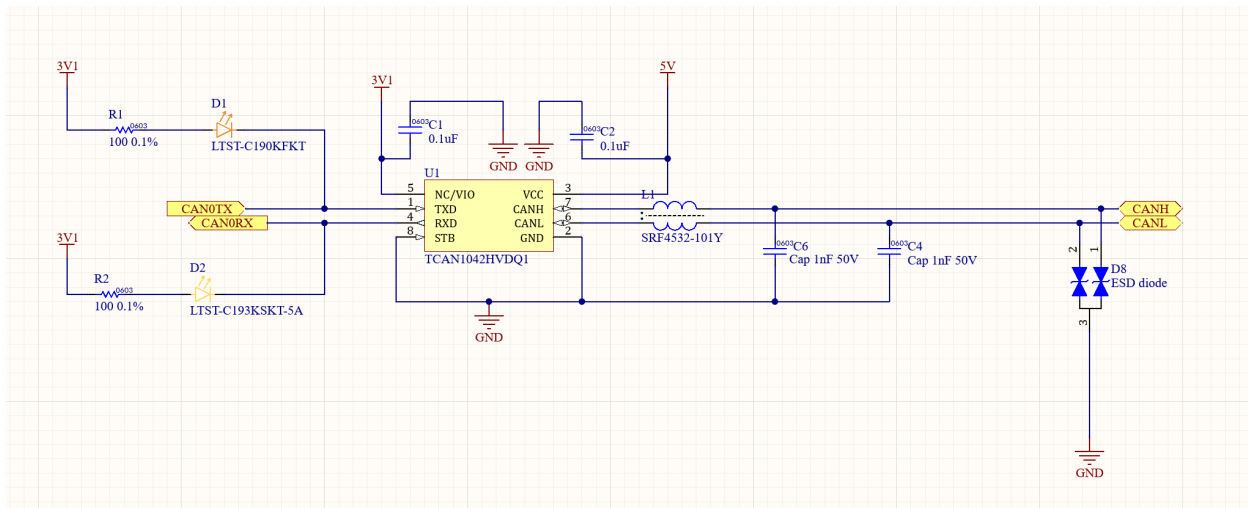 3V1
R1
0603
100 0.1%
D1
LTST-C190KFKT
3V1
0603
C1
0.1uF
GND
GND
0603
C2
0.1uF
5V
CAN0TX
CAN0RX
3V1
R2
0603
100 0.1%
D2
LTST-C193KSKT-5A
U1
5
NC/VIO
VCC
3
1
TXD
CANH
7
4
RXD
CANL
6
8
STB
GND
2
TCAN1042HVDQ1
GND
L1
SRF4532-101Y
0603
C6
Cap 1nF 50V
0603
C4
Cap 1nF 50V
CANH
CANL
2
1
D8
ESD diode
3
GND